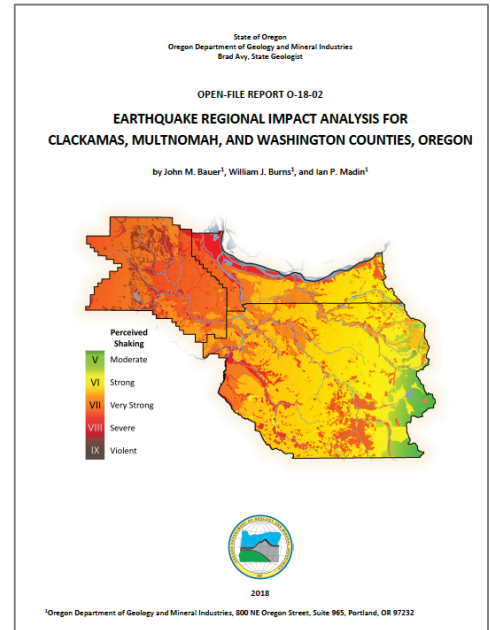 State of Oregon
Oregon Department of Geology and Mineral Industries
Brad Avy, State Geologist
OPEN-FILE REPORT O-18-02
EARTHQUAKE REGIONAL IMPACT ANALYSIS FOR
CLACKAMAS, MULTNOMAH, AND WASHINGTON COUNTIES, OREGON
by John M. Bauer¹, William J. Burns¹, and Ian P. Madin¹
Perceived
Shaking
V Moderate
VI Strong
VII Very Strong
VIII Severe
IX Violent
2018
¹Oregon Department of Geology and Mineral Industries, 800 NE Oregon Street, Suite 965, Portland, OR 97232